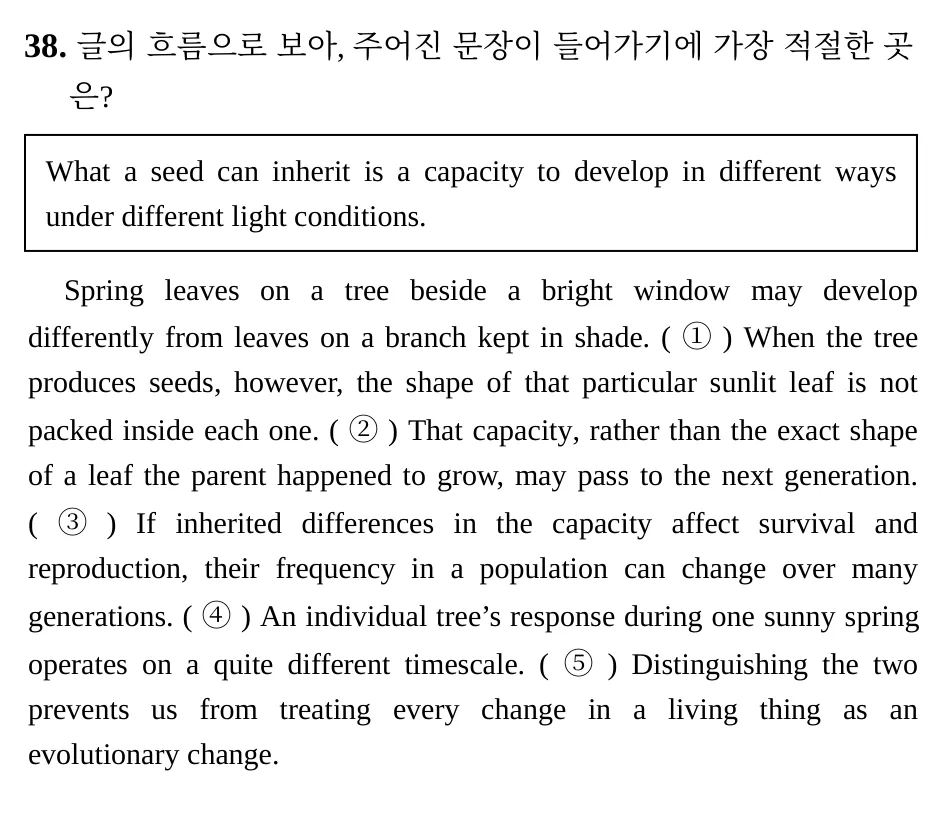 38. 글의 흐름으로 보아, 주어진 문장이 들어가기에 가장 적절한 곳
은?
What a seed can inherit is a capacity to develop in different ways
under different light conditions.
Spring leaves on a tree beside a bright window may develop
differently from leaves on a branch kept in shade. ( ① ) When the tree
produces seeds, however, the shape of that particular sunlit leaf is not
packed inside each one. ( ② ) That capacity, rather than the exact shape
of a leaf the parent happened to grow, may pass to the next generation.
( ③ ) If inherited differences in the capacity affect survival and
reproduction, their frequency in a population can change over many
generations. ( ④ ) An individual tree’s response during one sunny spring
operates on a quite different timescale. ( ⑤ ) Distinguishing the two
prevents us from treating every change in a living thing as an
evolutionary change.